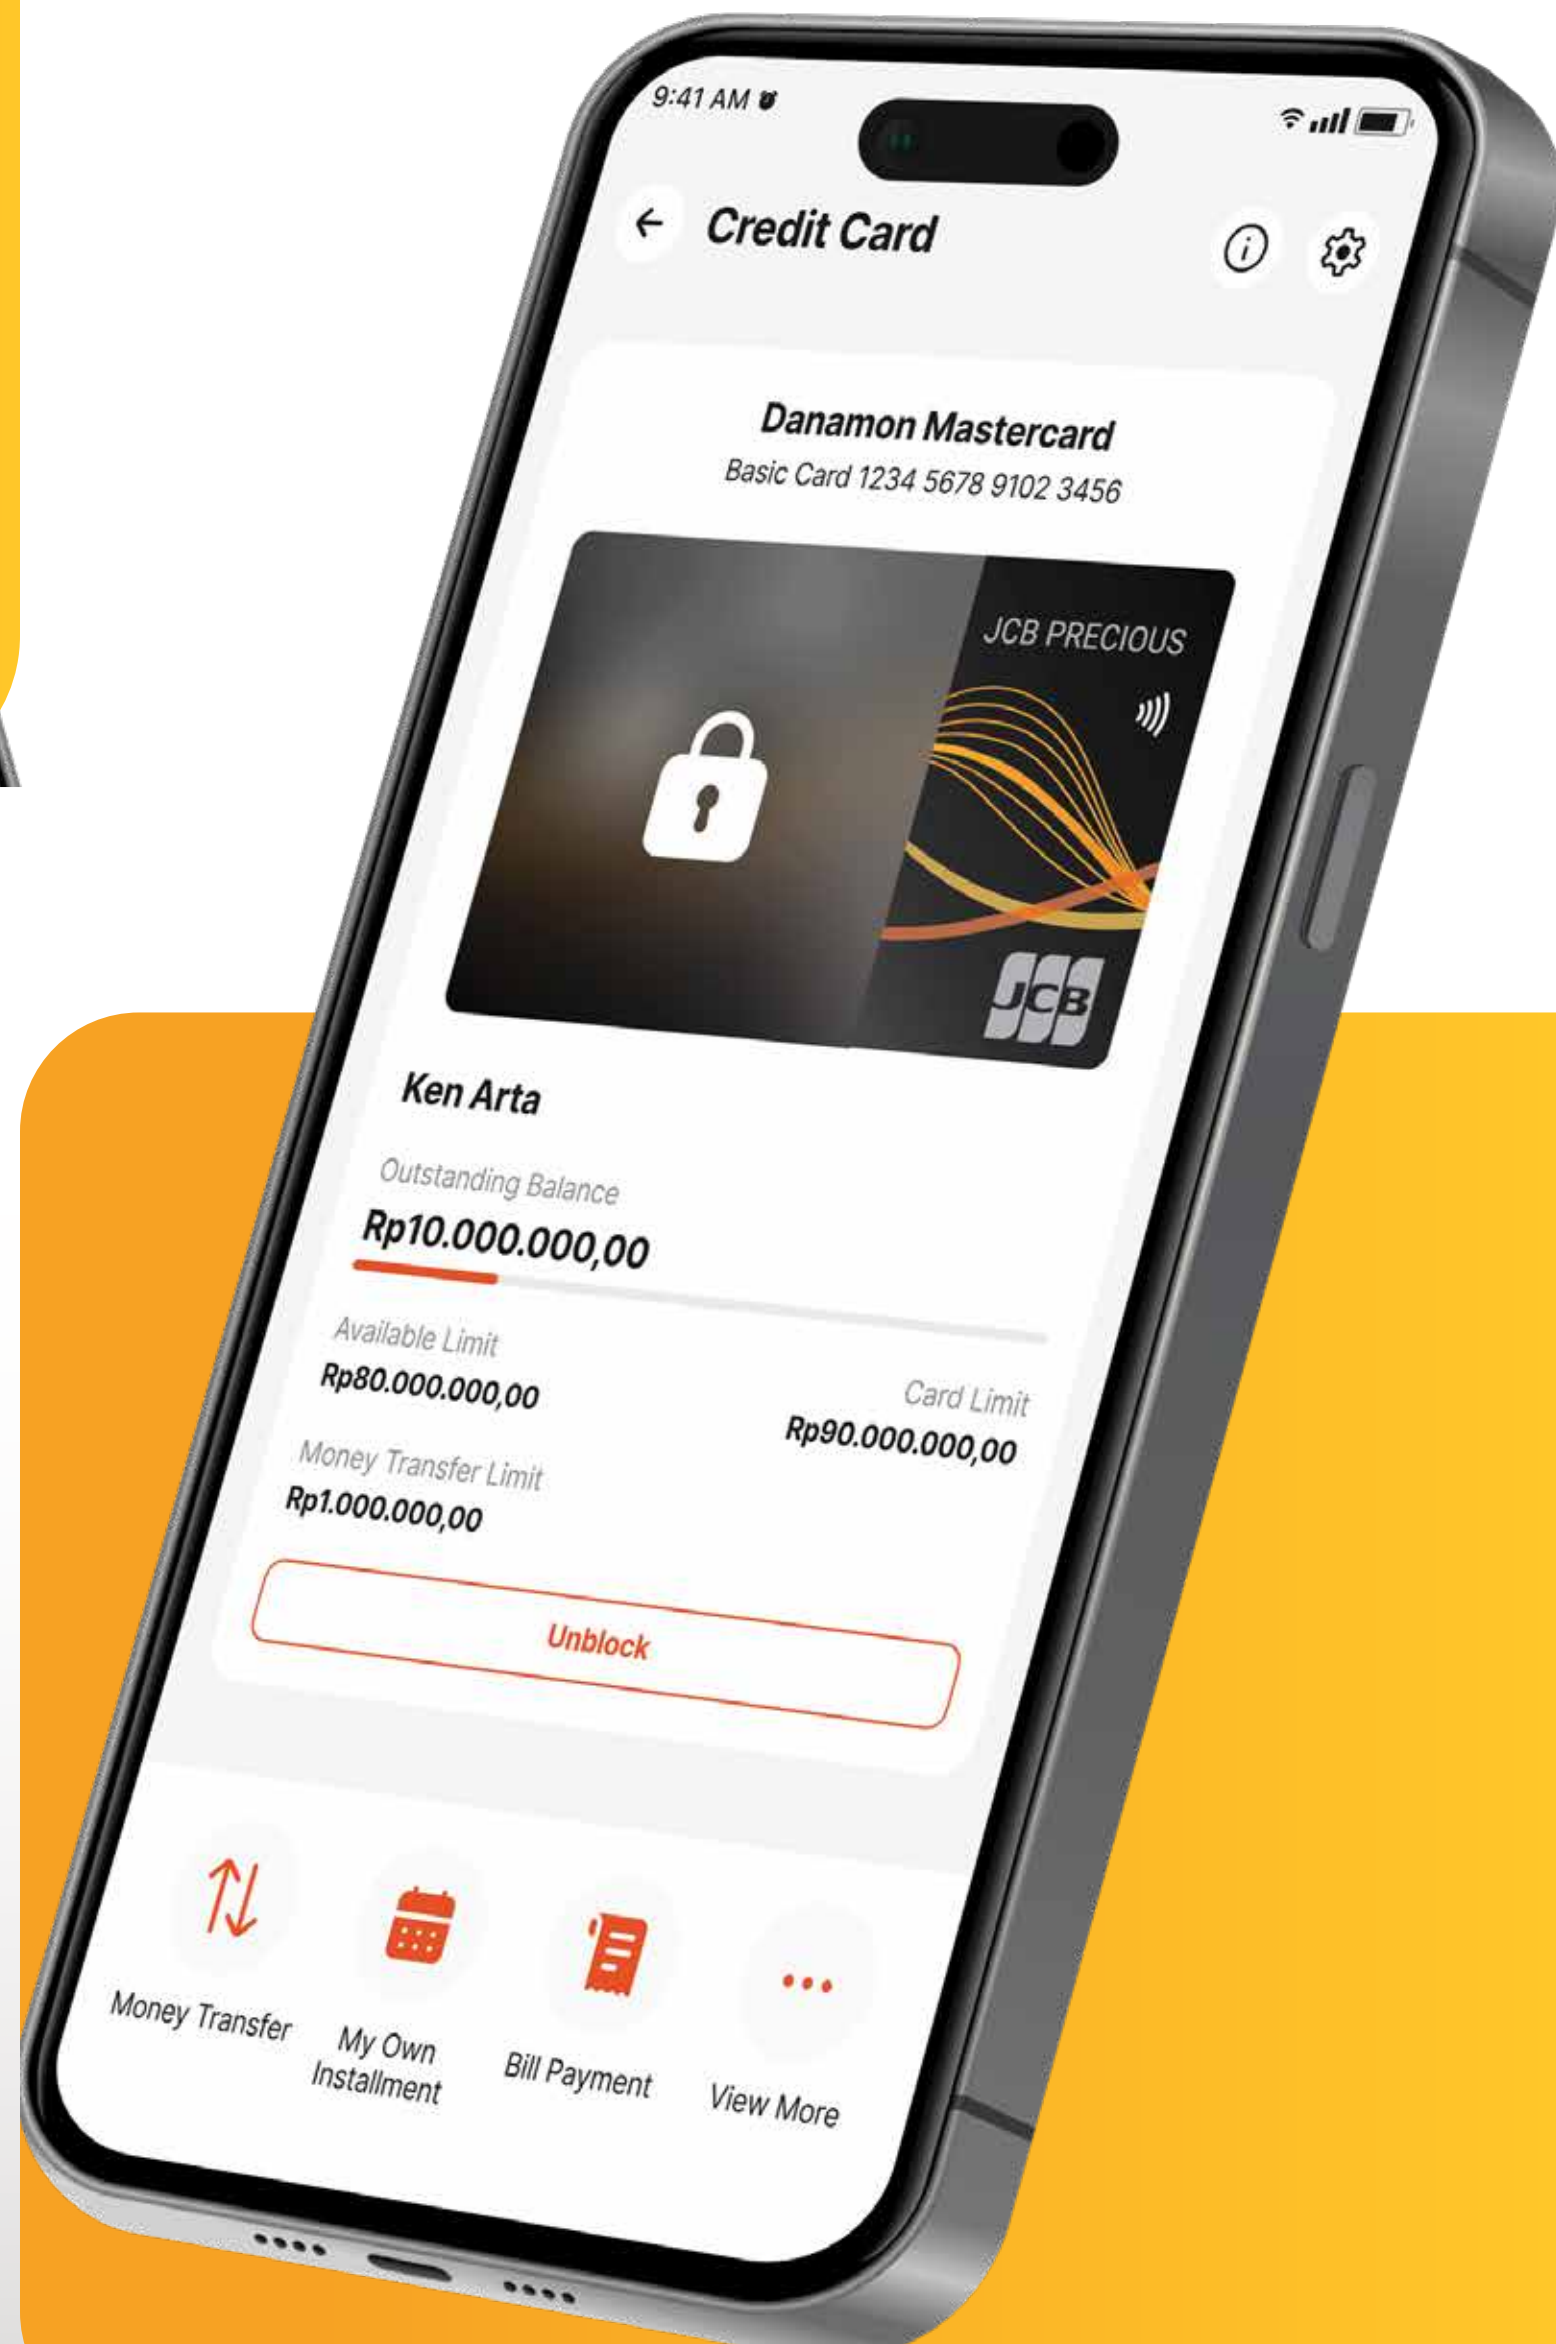 9:41 AM
Credit Card
Danamon Mastercard
Basic Card 1234 5678 9102 3456
JCB PRECIOUS
JCB
Ken Arta
Outstanding Balance
Rp10.000.000,00
Available Limit
Rp80.000.000,00
Card Limit
Rp90.000.000,00
Money Transfer Limit
Rp1.000.000,00
Unblock
Money Transfer
My Own
Installment
Bill Payment
View More